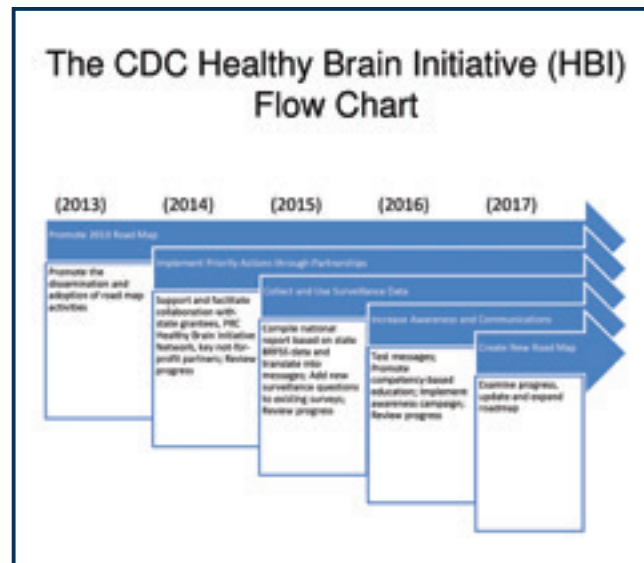 The CDC Healthy Brain Initiative (HBI)
Flow Chart
(2013)
(2014)
(2015)
(2016)
(2017)
Promote 2013 Road Map
Promote the
dissemination and
adoption of road map
activities
Implement Priority Actions through Partnerships
Support and facilitate
collaboration with
state grantees, PRC
Healthy Brain Initiative
Network, key not-for-
profit partners; Review
progress
Collect and Use Surveillance Data
Compile national
report based on state
BRFSS data and
translate into
messages; Add new
surveillance questions
to existing surveys;
Review progress
Increase Awareness and Communications
Test messages;
Promote
competency-based
education; Implement
awareness campaign;
Review progress
Create New Road Map
Examine progress,
update and expand
roadmap